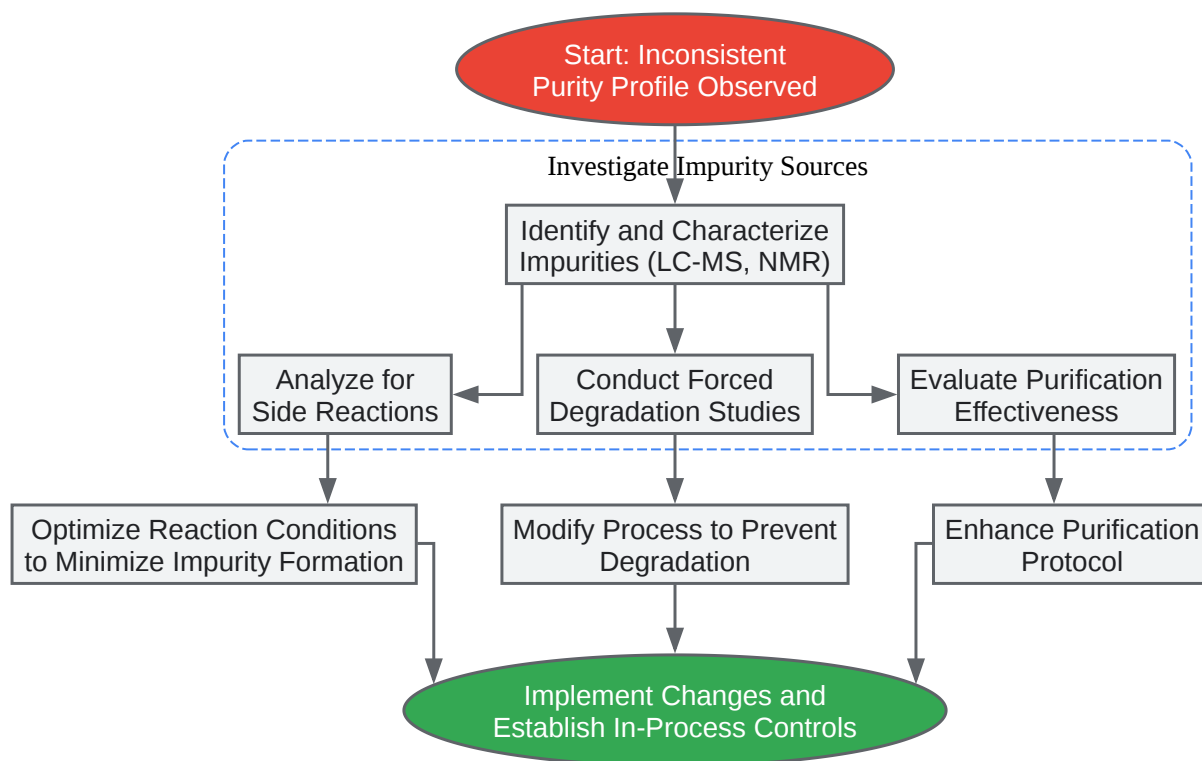 Start: Inconsistent
Purity Profile Observed
Investigate Impurity Sources
Identify and Characterize
Impurities (LC-MS, NMR)
Analyze for
Side Reactions
Conduct Forced
Degradation Studies
Evaluate Purification
Effectiveness
Optimize Reaction Conditions
to Minimize Impurity Formation
Modify Process to Prevent
Degradation
Enhance Purification
Protocol
Implement Changes and
Establish In-Process Controls